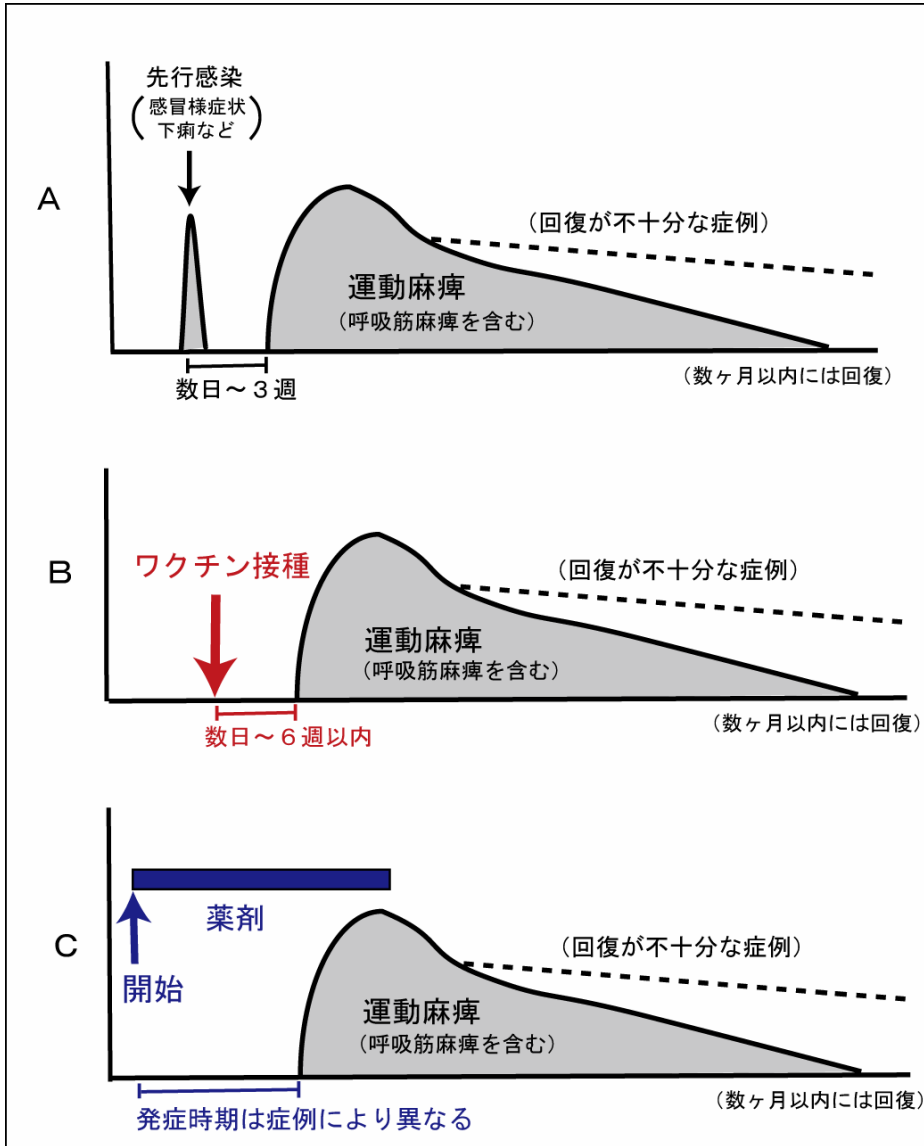 先行感染
(感冒様症状
下痢など)
A
(回復が不十分な症例)
運動麻痺
(呼吸筋麻痺を含む)
数日～3週
(数ヶ月以内には回復)
B
ワクチン接種
(回復が不十分な症例)
運動麻痺
(呼吸筋麻痺を含む)
数日～6週以内
(数ヶ月以内には回復)
C
薬剤
開始
(回復が不十分な症例)
運動麻痺
(呼吸筋麻痺を含む)
発症時期は症例により異なる
(数ヶ月以内には回復)